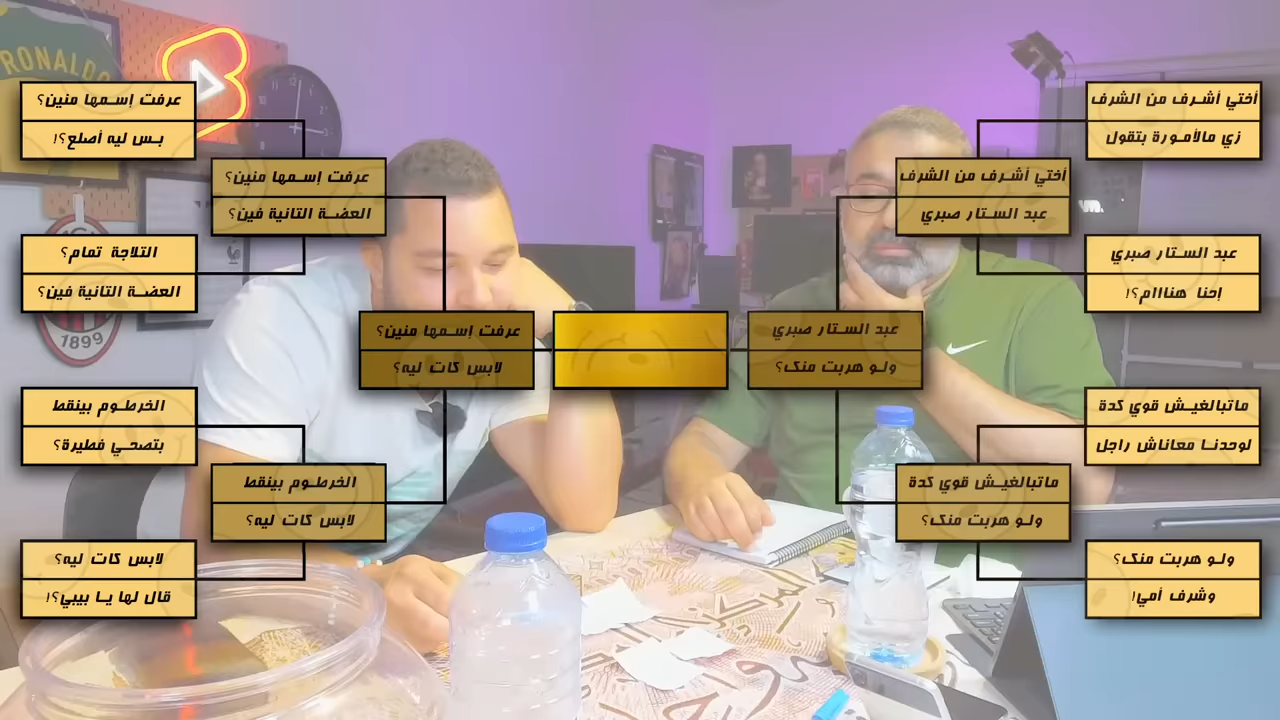 RONALDO
عرفت إسمها منين؟
بس ليه أصلع؟!
عرفت إسمها منين؟
العضة التانية فين؟
التلاجة تمام؟
العضة التانية فين؟
عرفت إسمها منين؟
لابس كات ليه؟
الخرطوم بينقط
بتصحي فطيرة؟
الخرطوم بينقط
لابس كات ليه؟
لابس كات ليه؟
قال لها يا بيبي؟!
أختي أشرف من الشرف
زي مالأمورة بتقول
أختي أشرف من الشرف
عبد الستار صبري
عبد الستار صبري
إحنا هناااام؟!
عبد الستار صبري
ولو هربت منك؟
ماتبالغيش قوي كدة
لوحدنا معاناش راجل
ماتبالغيش قوي كدة
ولو هربت منك؟
ولو هربت منك؟
وشرف أمي!
1899